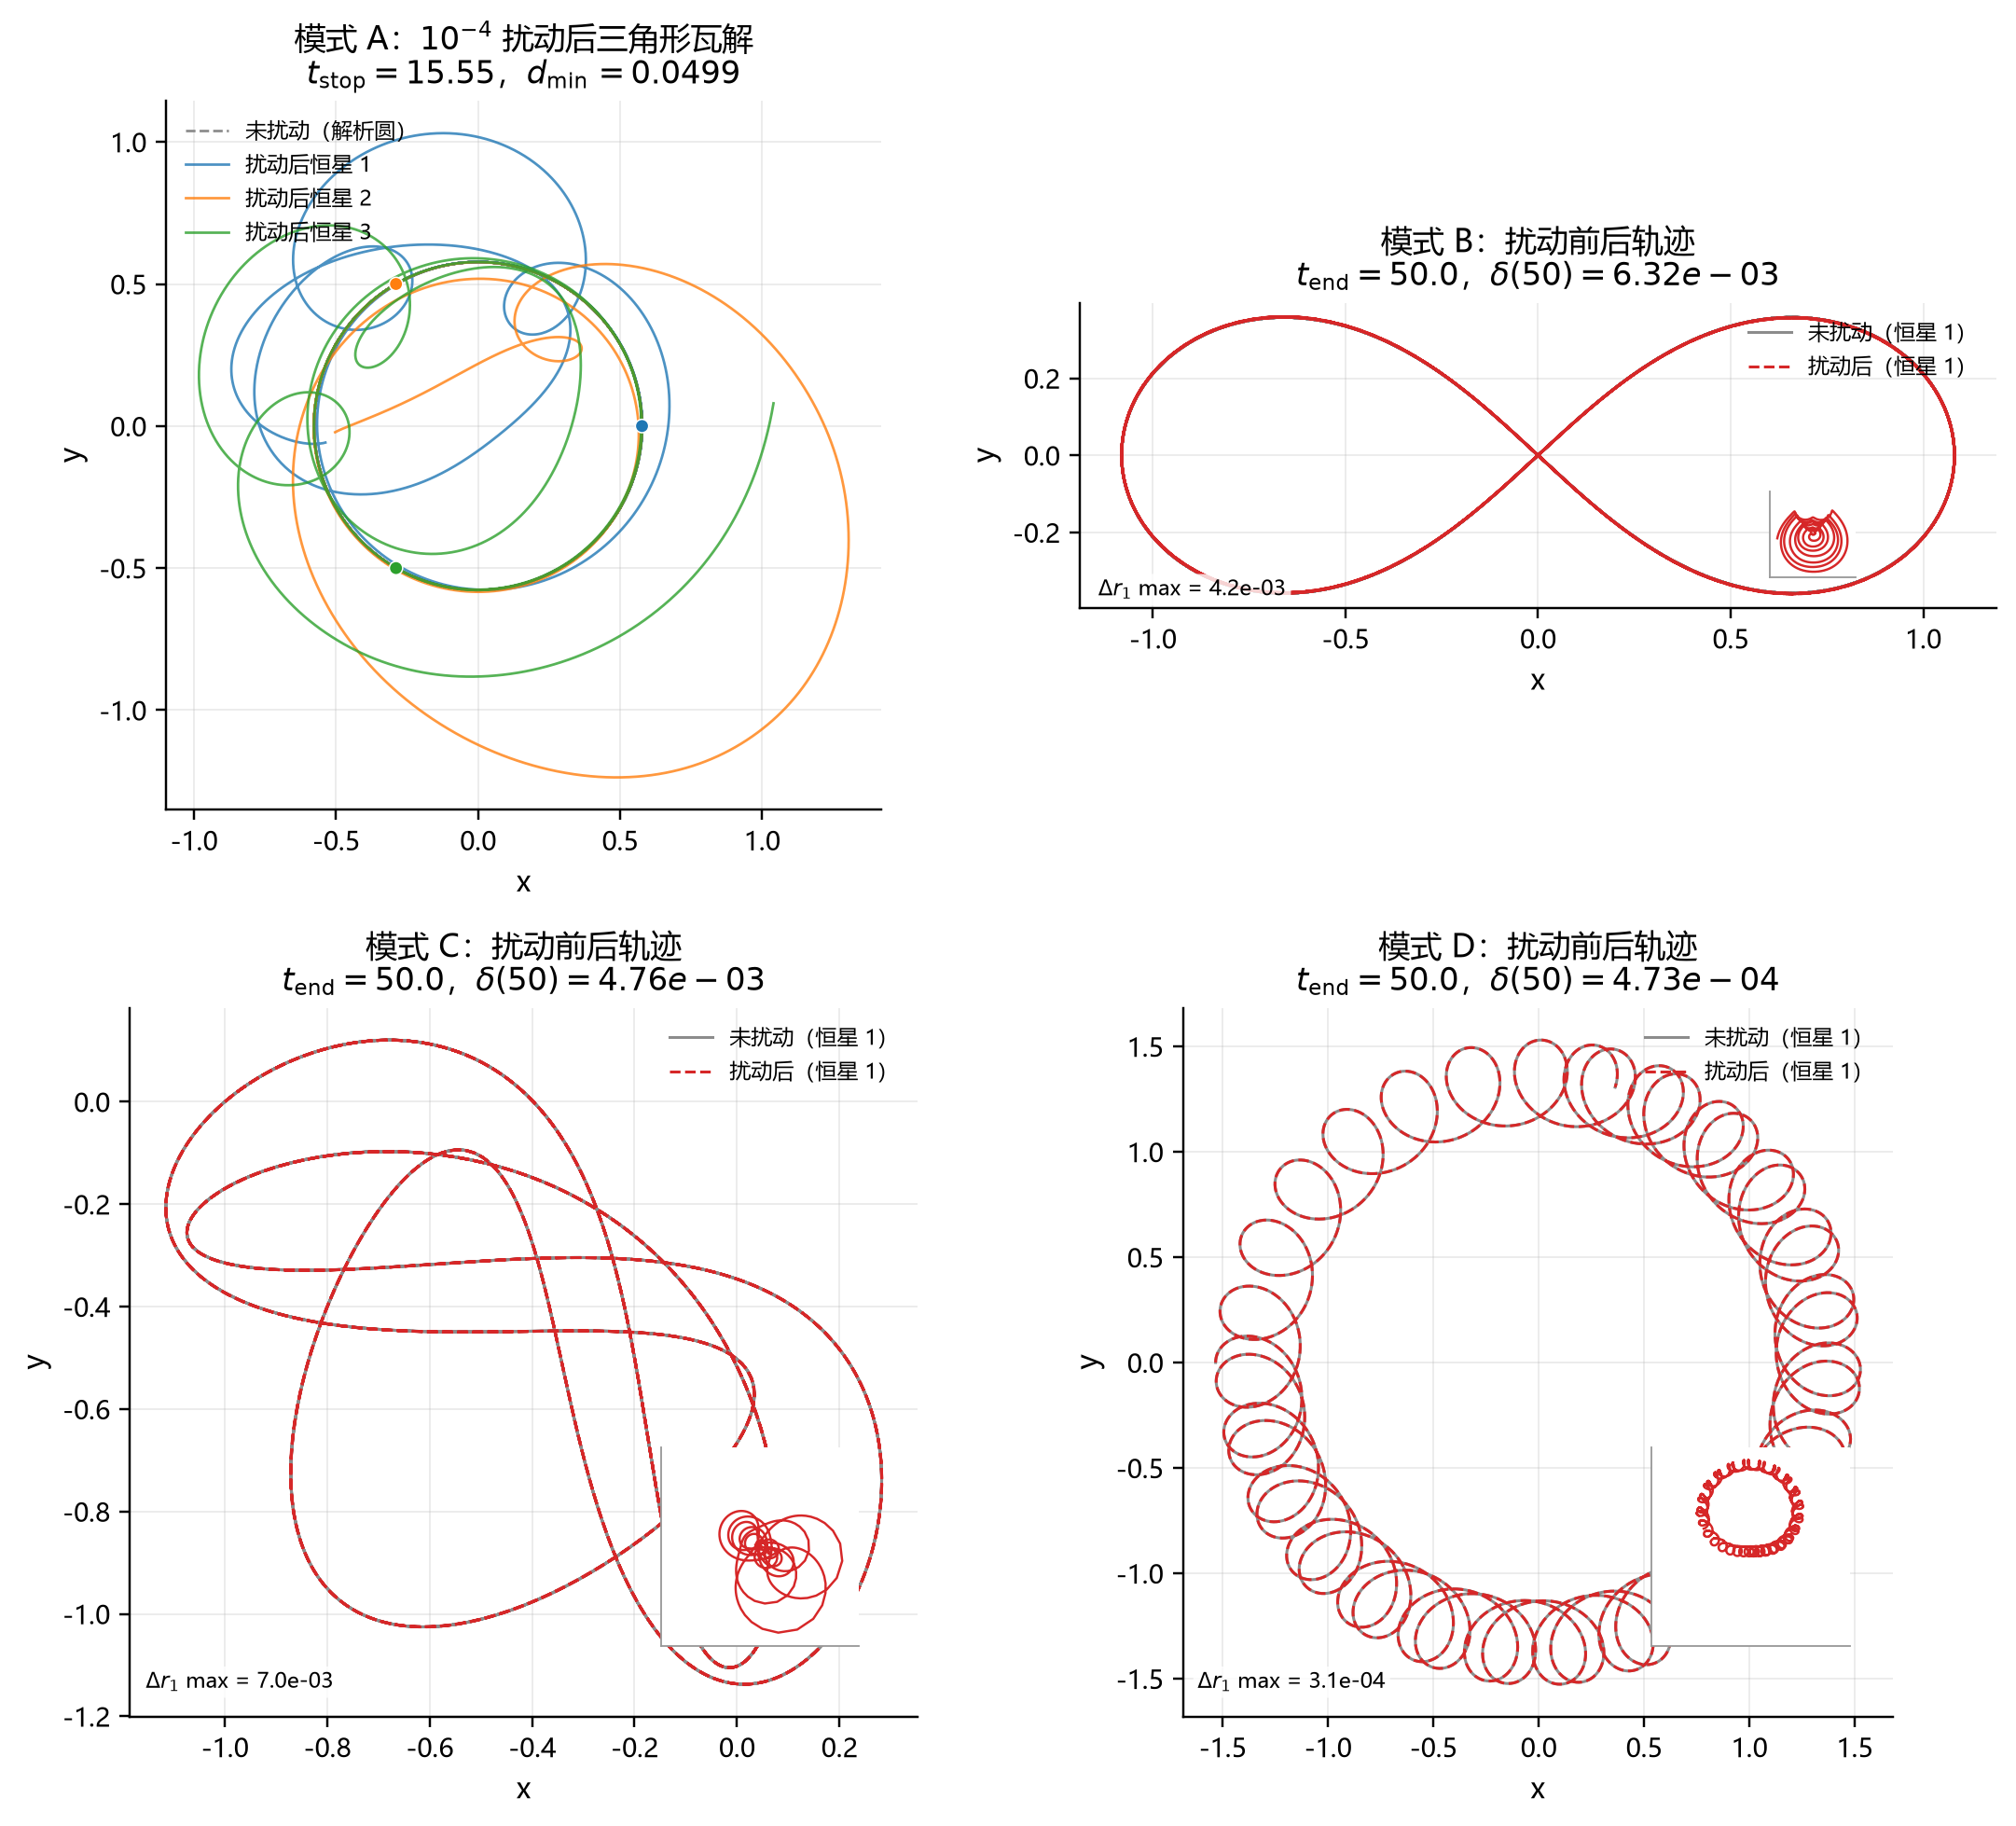 模式 A：10⁻⁴ 扰动后三角形瓦解
t_stop = 15.55，d_min = 0.0499
未扰动（解析圆）
扰动后恒星 1
扰动后恒星 2
扰动后恒星 3
1.0
0.5
0.0
-0.5
-1.0
y
-1.0 -0.5 0.0 0.5 1.0
x
模式 B：扰动前后轨迹
t_end = 50.0，δ(50) = 6.32e − 03
未扰动（恒星 1）
扰动后（恒星 1）
0.2
0.0
-0.2
y
Δr₁ max = 4.2e-03
-1.0 -0.5 0.0 0.5 1.0
x
模式 C：扰动前后轨迹
t_end = 50.0，δ(50) = 4.76e − 03
未扰动（恒星 1）
扰动后（恒星 1）
0.0
-0.2
-0.4
-0.6
-0.8
-1.0
-1.2
y
Δr₁ max = 7.0e-03
-1.0 -0.8 -0.6 -0.4 -0.2 0.0 0.2
x
模式 D：扰动前后轨迹
t_end = 50.0，δ(50) = 4.73e − 04
未扰动（恒星 1）
扰动后（恒星 1）
1.5
1.0
0.5
0.0
-0.5
-1.0
-1.5
y
Δr₁ max = 3.1e-04
-1.5 -1.0 -0.5 0.0 0.5 1.0 1.5
x